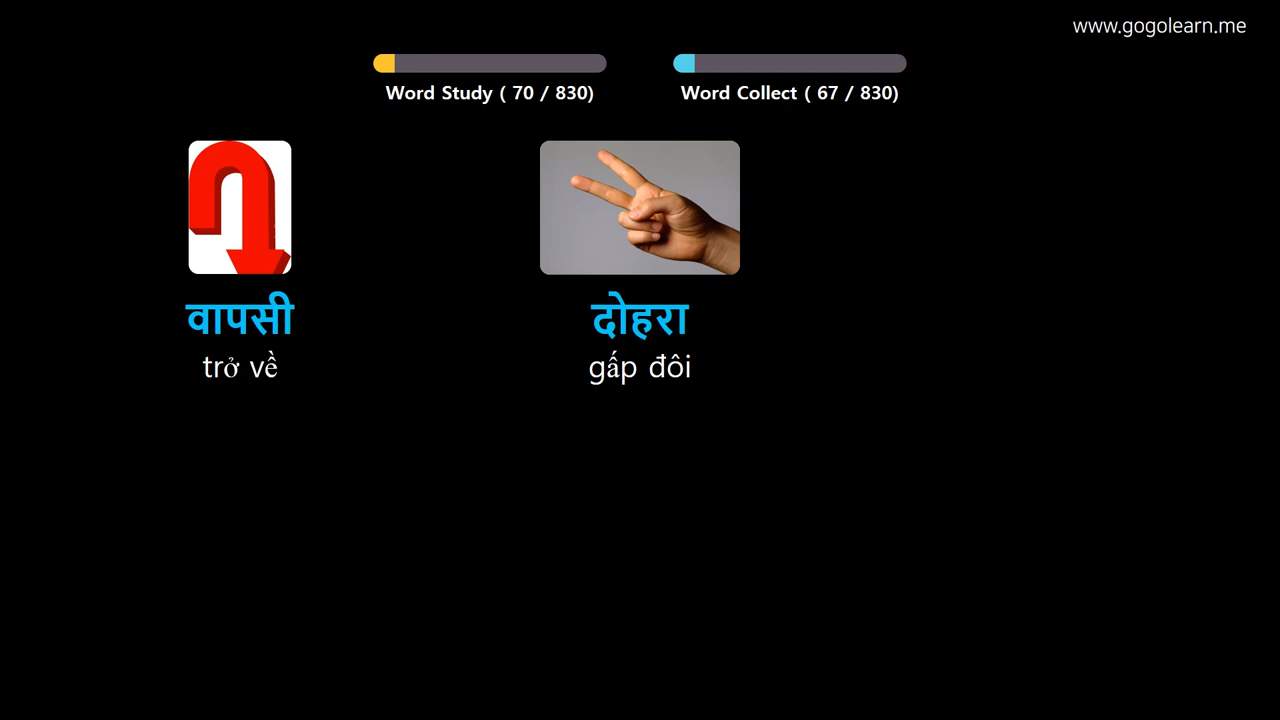 www.gogolearn.me
Word Study ( 70 / 830)
Word Collect ( 67 / 830)
वापसी
trở về
दोहरा
gấp đôi